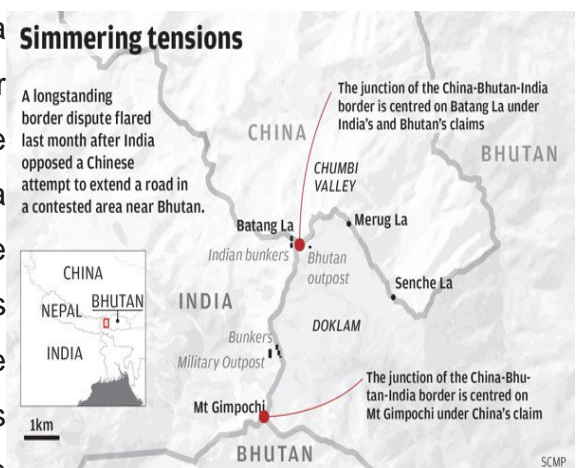 Simmering tensions
A longstanding
border dispute flared
last month after India
opposed a Chinese
attempt to extend a road in
a contested area near Bhutan.
The junction of the China-Bhutan-India
border is centred on Batang La under
India's and Bhutan's claims
CHINA
BHUTAN
CHUMBI
VALLEY
Batang La
Merug La
Indian bunkers
Bhutan
outpost
Senche La
INDIA
DOKLAM
Bunkers
Military Outpost
CHINA
NEPAL
BHUTAN
INDIA
The junction of the China-Bhu-
tan-India border is centred on
Mt Gimpochi under China's claim
Mt Gimpochi
1km
BHUTAN
SCMP